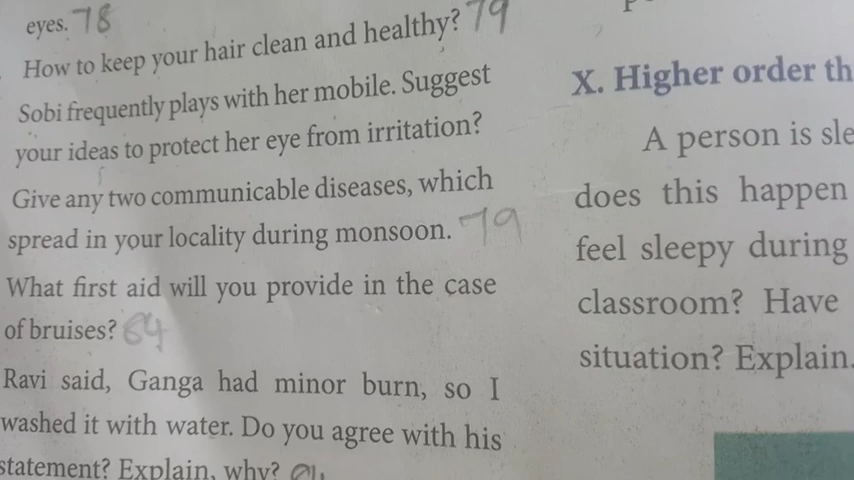 eyes. 78
How to keep your hair clean and healthy? 79
Sobi frequently plays with her mobile. Suggest
your ideas to protect her eye from irritation?
Give any two communicable diseases, which
spread in your locality during monsoon. 79
What first aid will you provide in the case
of bruises? 84
Ravi said, Ganga had minor burn, so I
washed it with water. Do you agree with his
statement? Explain, why?
X. Higher order th
A person is sle
does this happen
feel sleepy during
classroom? Have
situation? Explain.